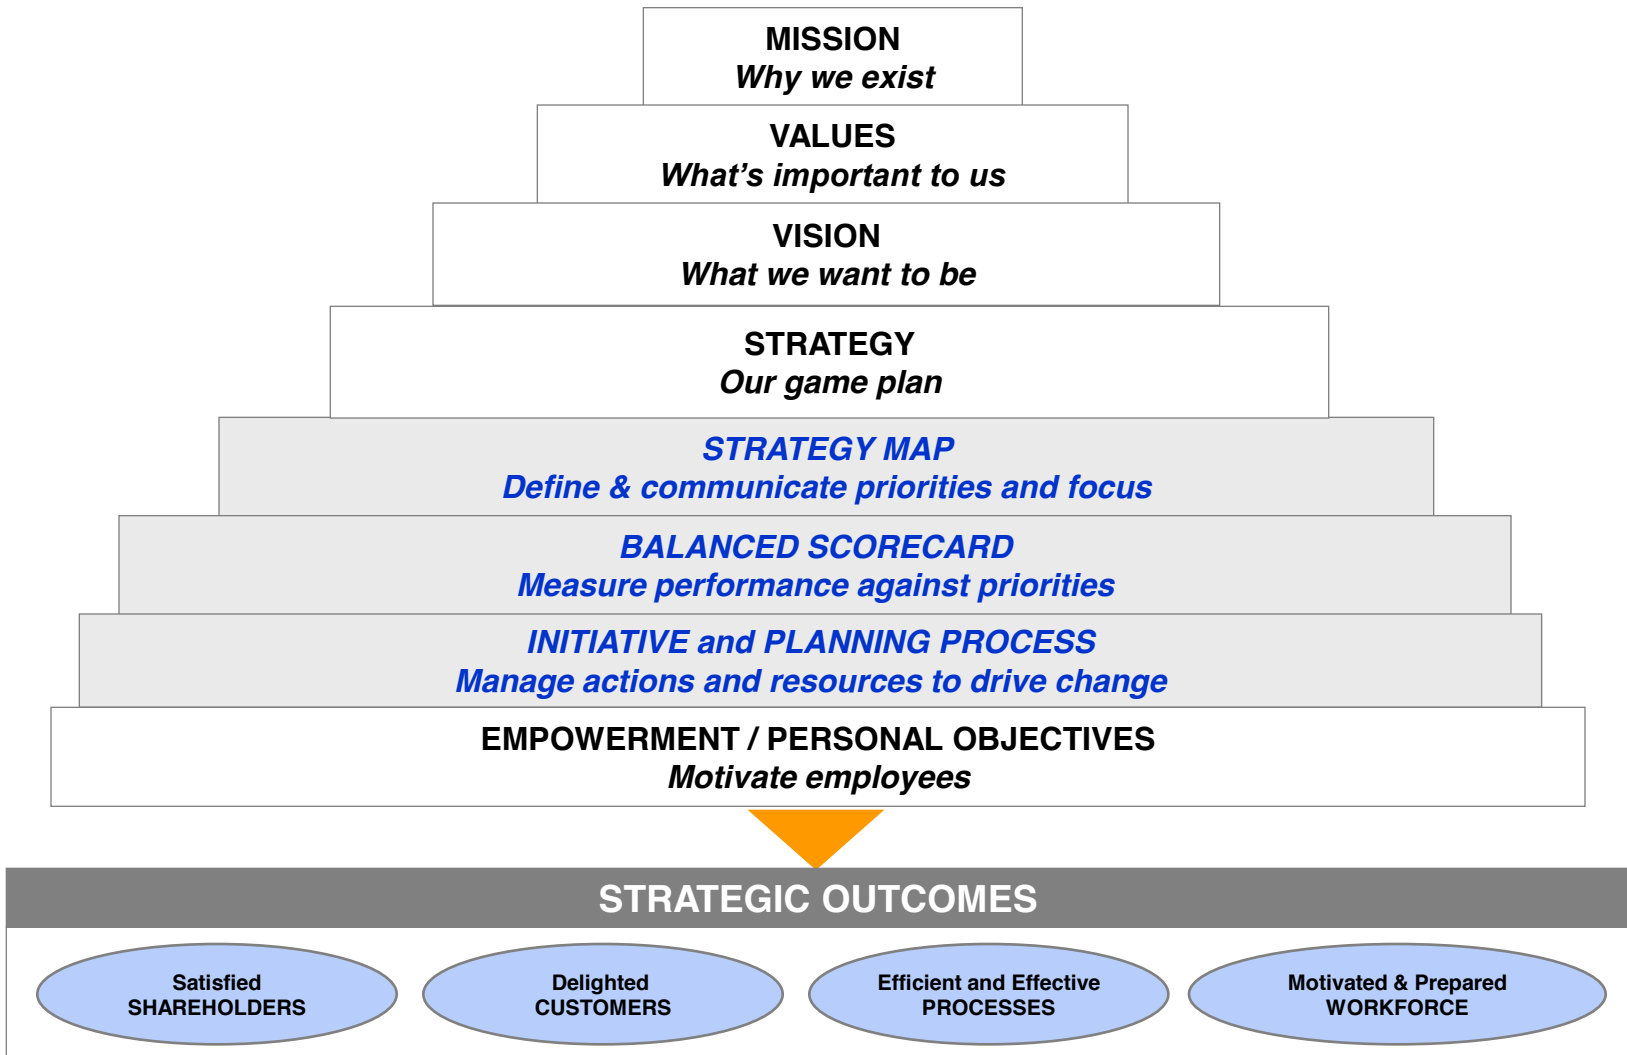 MISSION
Why we exist
VALUES
What’s important to us
VISION
What we want to be
STRATEGY
Our game plan
STRATEGY MAP
Define & communicate priorities and focus
BALANCED SCORECARD
Measure performance against priorities
INITIATIVE and PLANNING PROCESS
Manage actions and resources to drive change
EMPOWERMENT / PERSONAL OBJECTIVES
Motivate employees
STRATEGIC OUTCOMES
Satisfied
SHAREHOLDERS
Delighted
CUSTOMERS
Efficient and Effective
PROCESSES
Motivated & Prepared
WORKFORCE